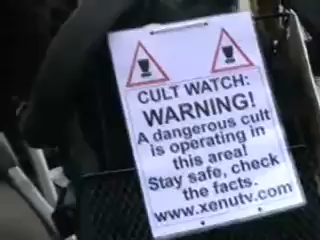 CULT WATCH:
WARNING!
A dangerous cult
is operating in
this area!
Stay safe, check
the facts.
www.xenutv.com